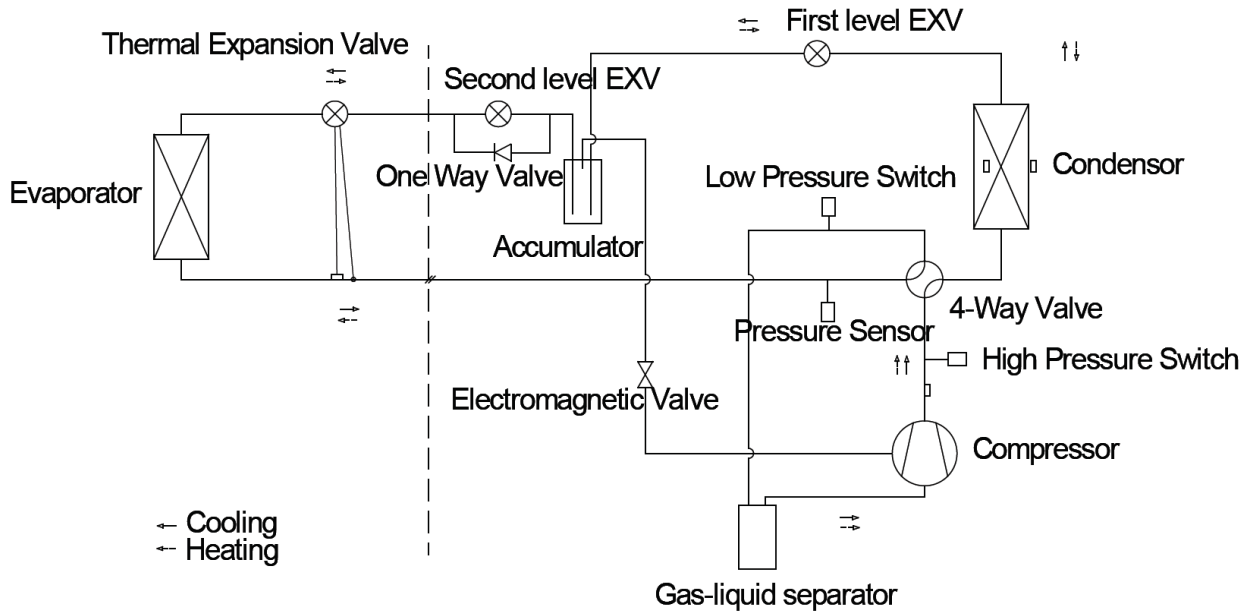 First level EXV
Thermal Expansion Valve
Second level EXV
One Way Valve
Low Pressure Switch
Condensor
Evaporator
Accumulator
4-Way Valve
Pressure Sensor
High Pressure Switch
Electromagnetic Valve
Compressor
Cooling
Heating
Gas-liquid separator